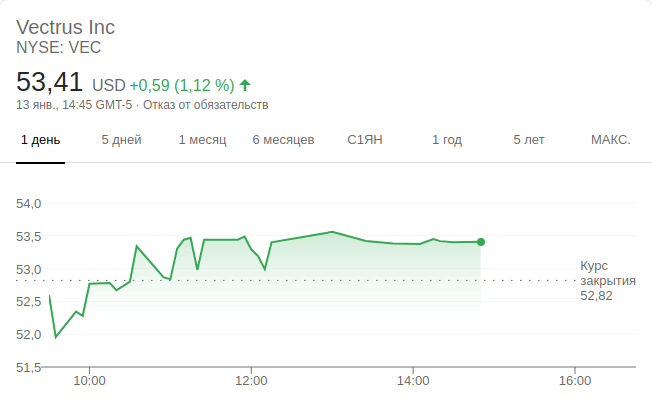 Vectrus Inc
NYSE: VEC
53,41 USD +0,59 (1,12 %)
13 янв., 14:45 GMT-5 · Отказ от обязательств
1 день 5 дней 1 месяц 6 месяцев С1ЯН 1 год 5 лет МАКС.
54,0
53,5
53,0
52,5
52,0
51,5
Курс
закрытия
52,82
10:00 12:00 14:00 16:00